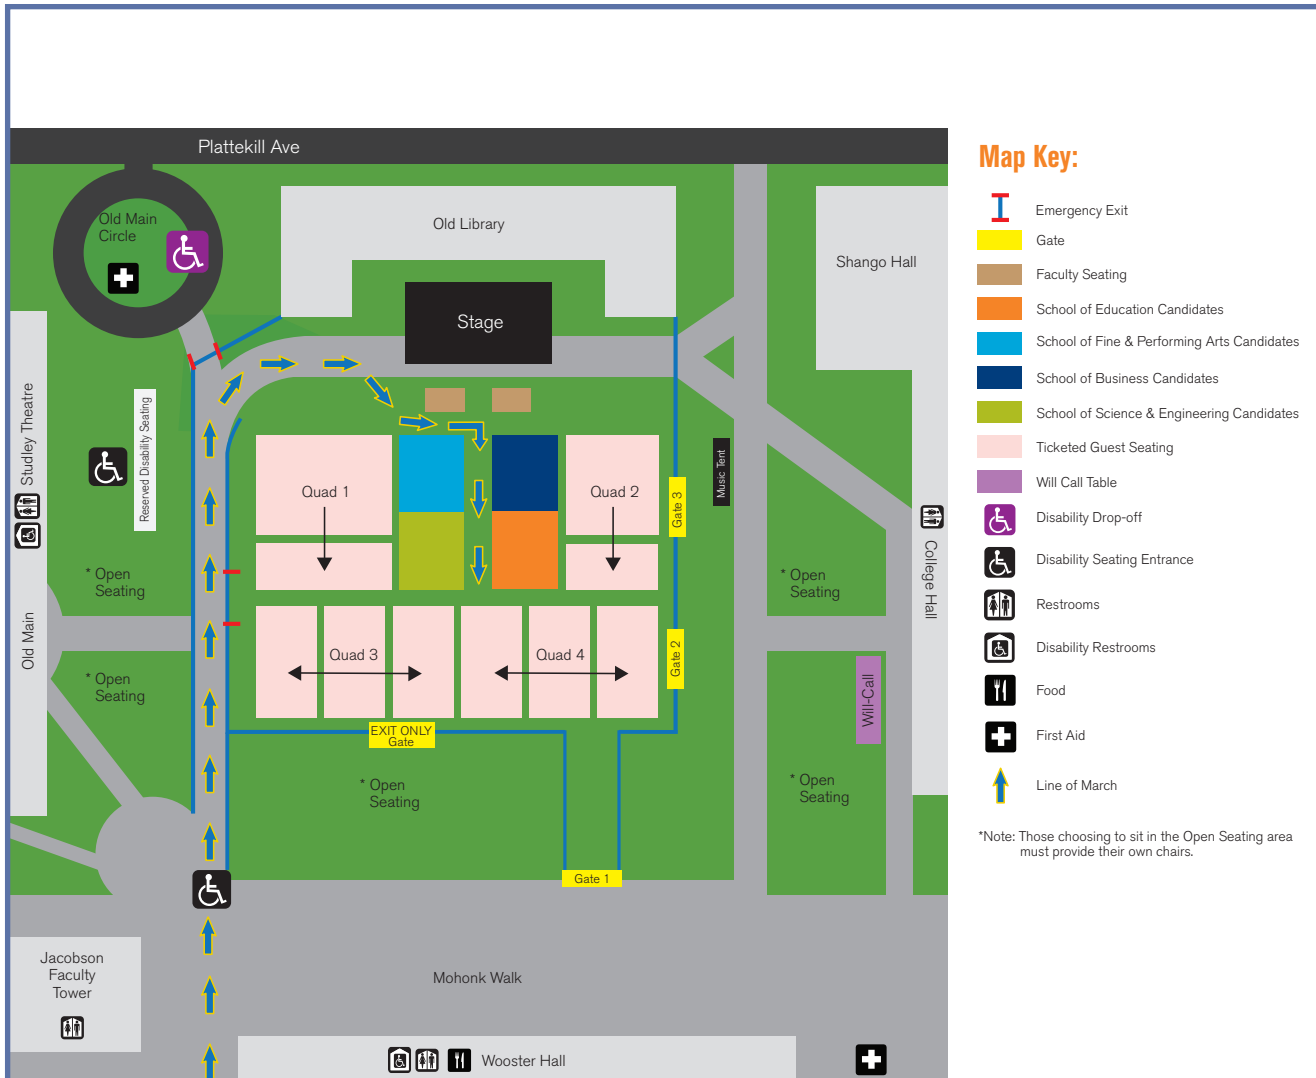 Plattekill Ave
Old Main
Circle
Old Library
Shango Hall
Stage
Studley Theatre
Reserved Disability Seating
Music Tent
Quad 1
Quad 2
Gate 3
* Open
Seating
* Open
Seating
College Hall
Old Main
Quad 3
Quad 4
Gate 2
* Open
Seating
Will-Call
EXIT ONLY
Gate
* Open
Seating
* Open
Seating
Gate 1
Jacobson
Faculty
Tower
Mohonk Walk
Wooster Hall
Map Key:
Emergency Exit
Gate
Faculty Seating
School of Education Candidates
School of Fine & Performing Arts Candidates
School of Business Candidates
School of Science & Engineering Candidates
Ticketed Guest Seating
Will Call Table
Disability Drop-off
Disability Seating Entrance
Restrooms
Disability Restrooms
Food
First Aid
Line of March
*Note: Those choosing to sit in the Open Seating area
must provide their own chairs.